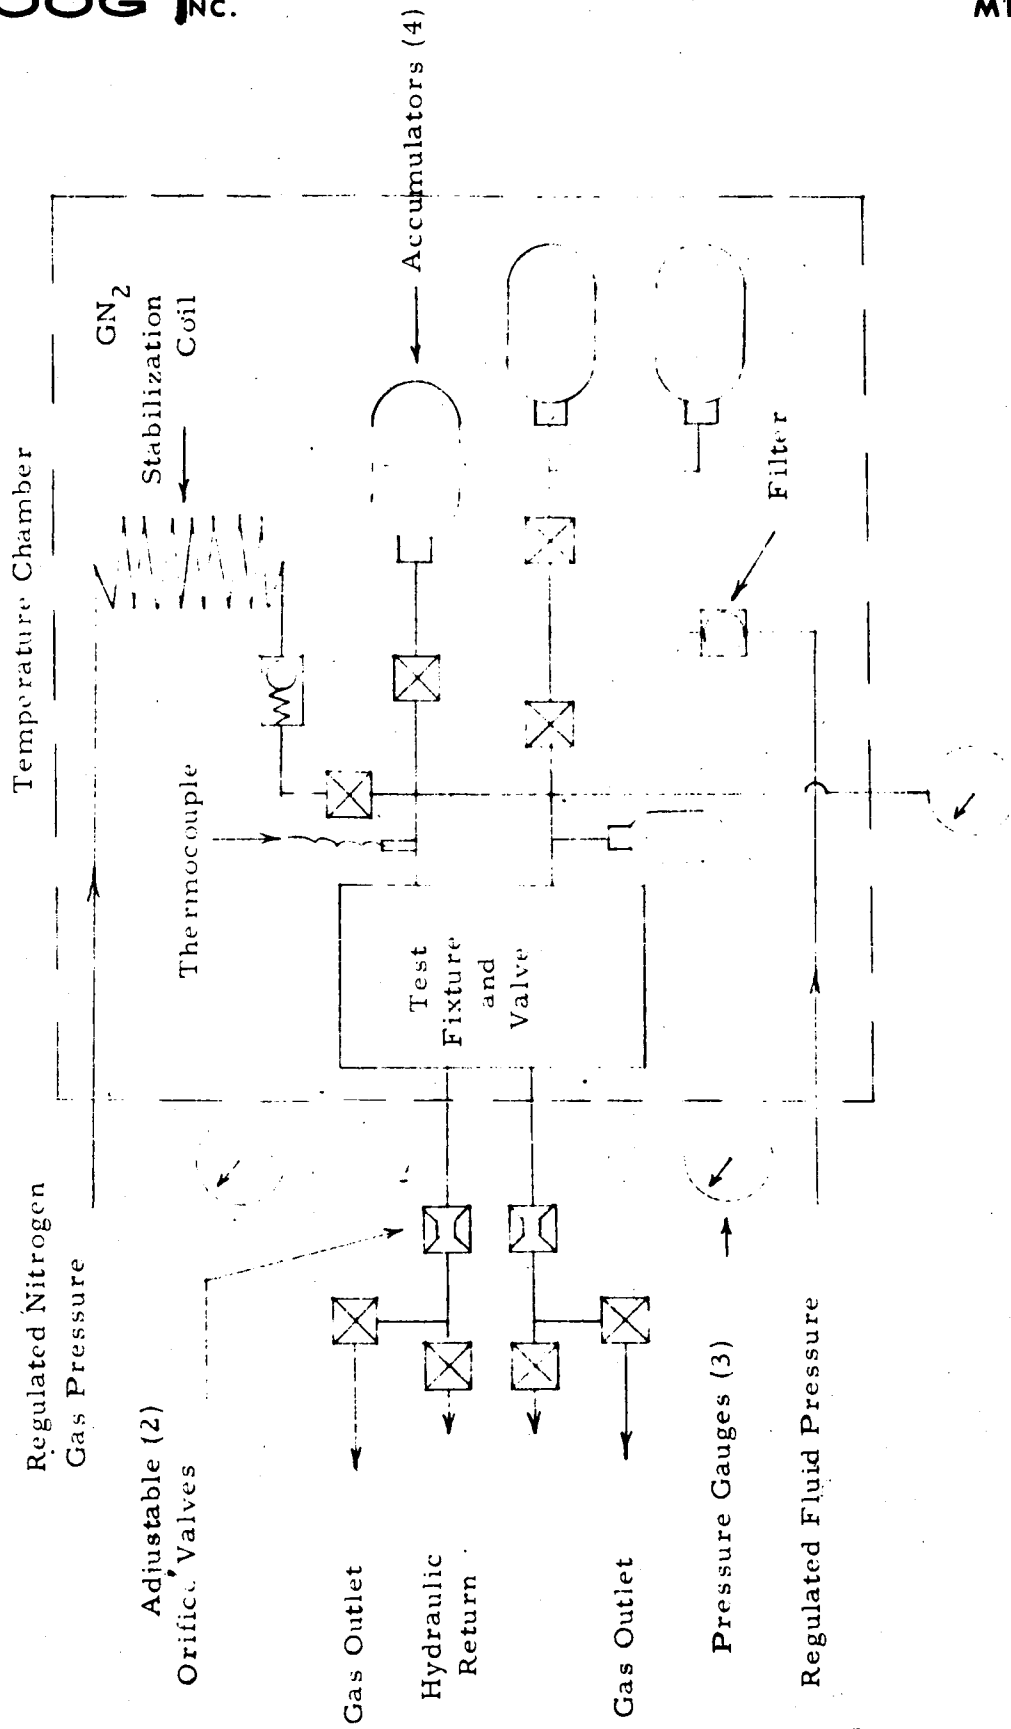 INC.
Temperature Chamber
GN2
Stabilization
Coil
Accumulators (4)
Filter
Thermocouple
Test
Fixture
and
Valve
Regulated Nitrogen
Gas Pressure
Adjustable (2)
Orifice Valves
Gas Outlet
Hydraulic
Return
Gas Outlet
Pressure Gauges (3)
Regulated Fluid Pressure